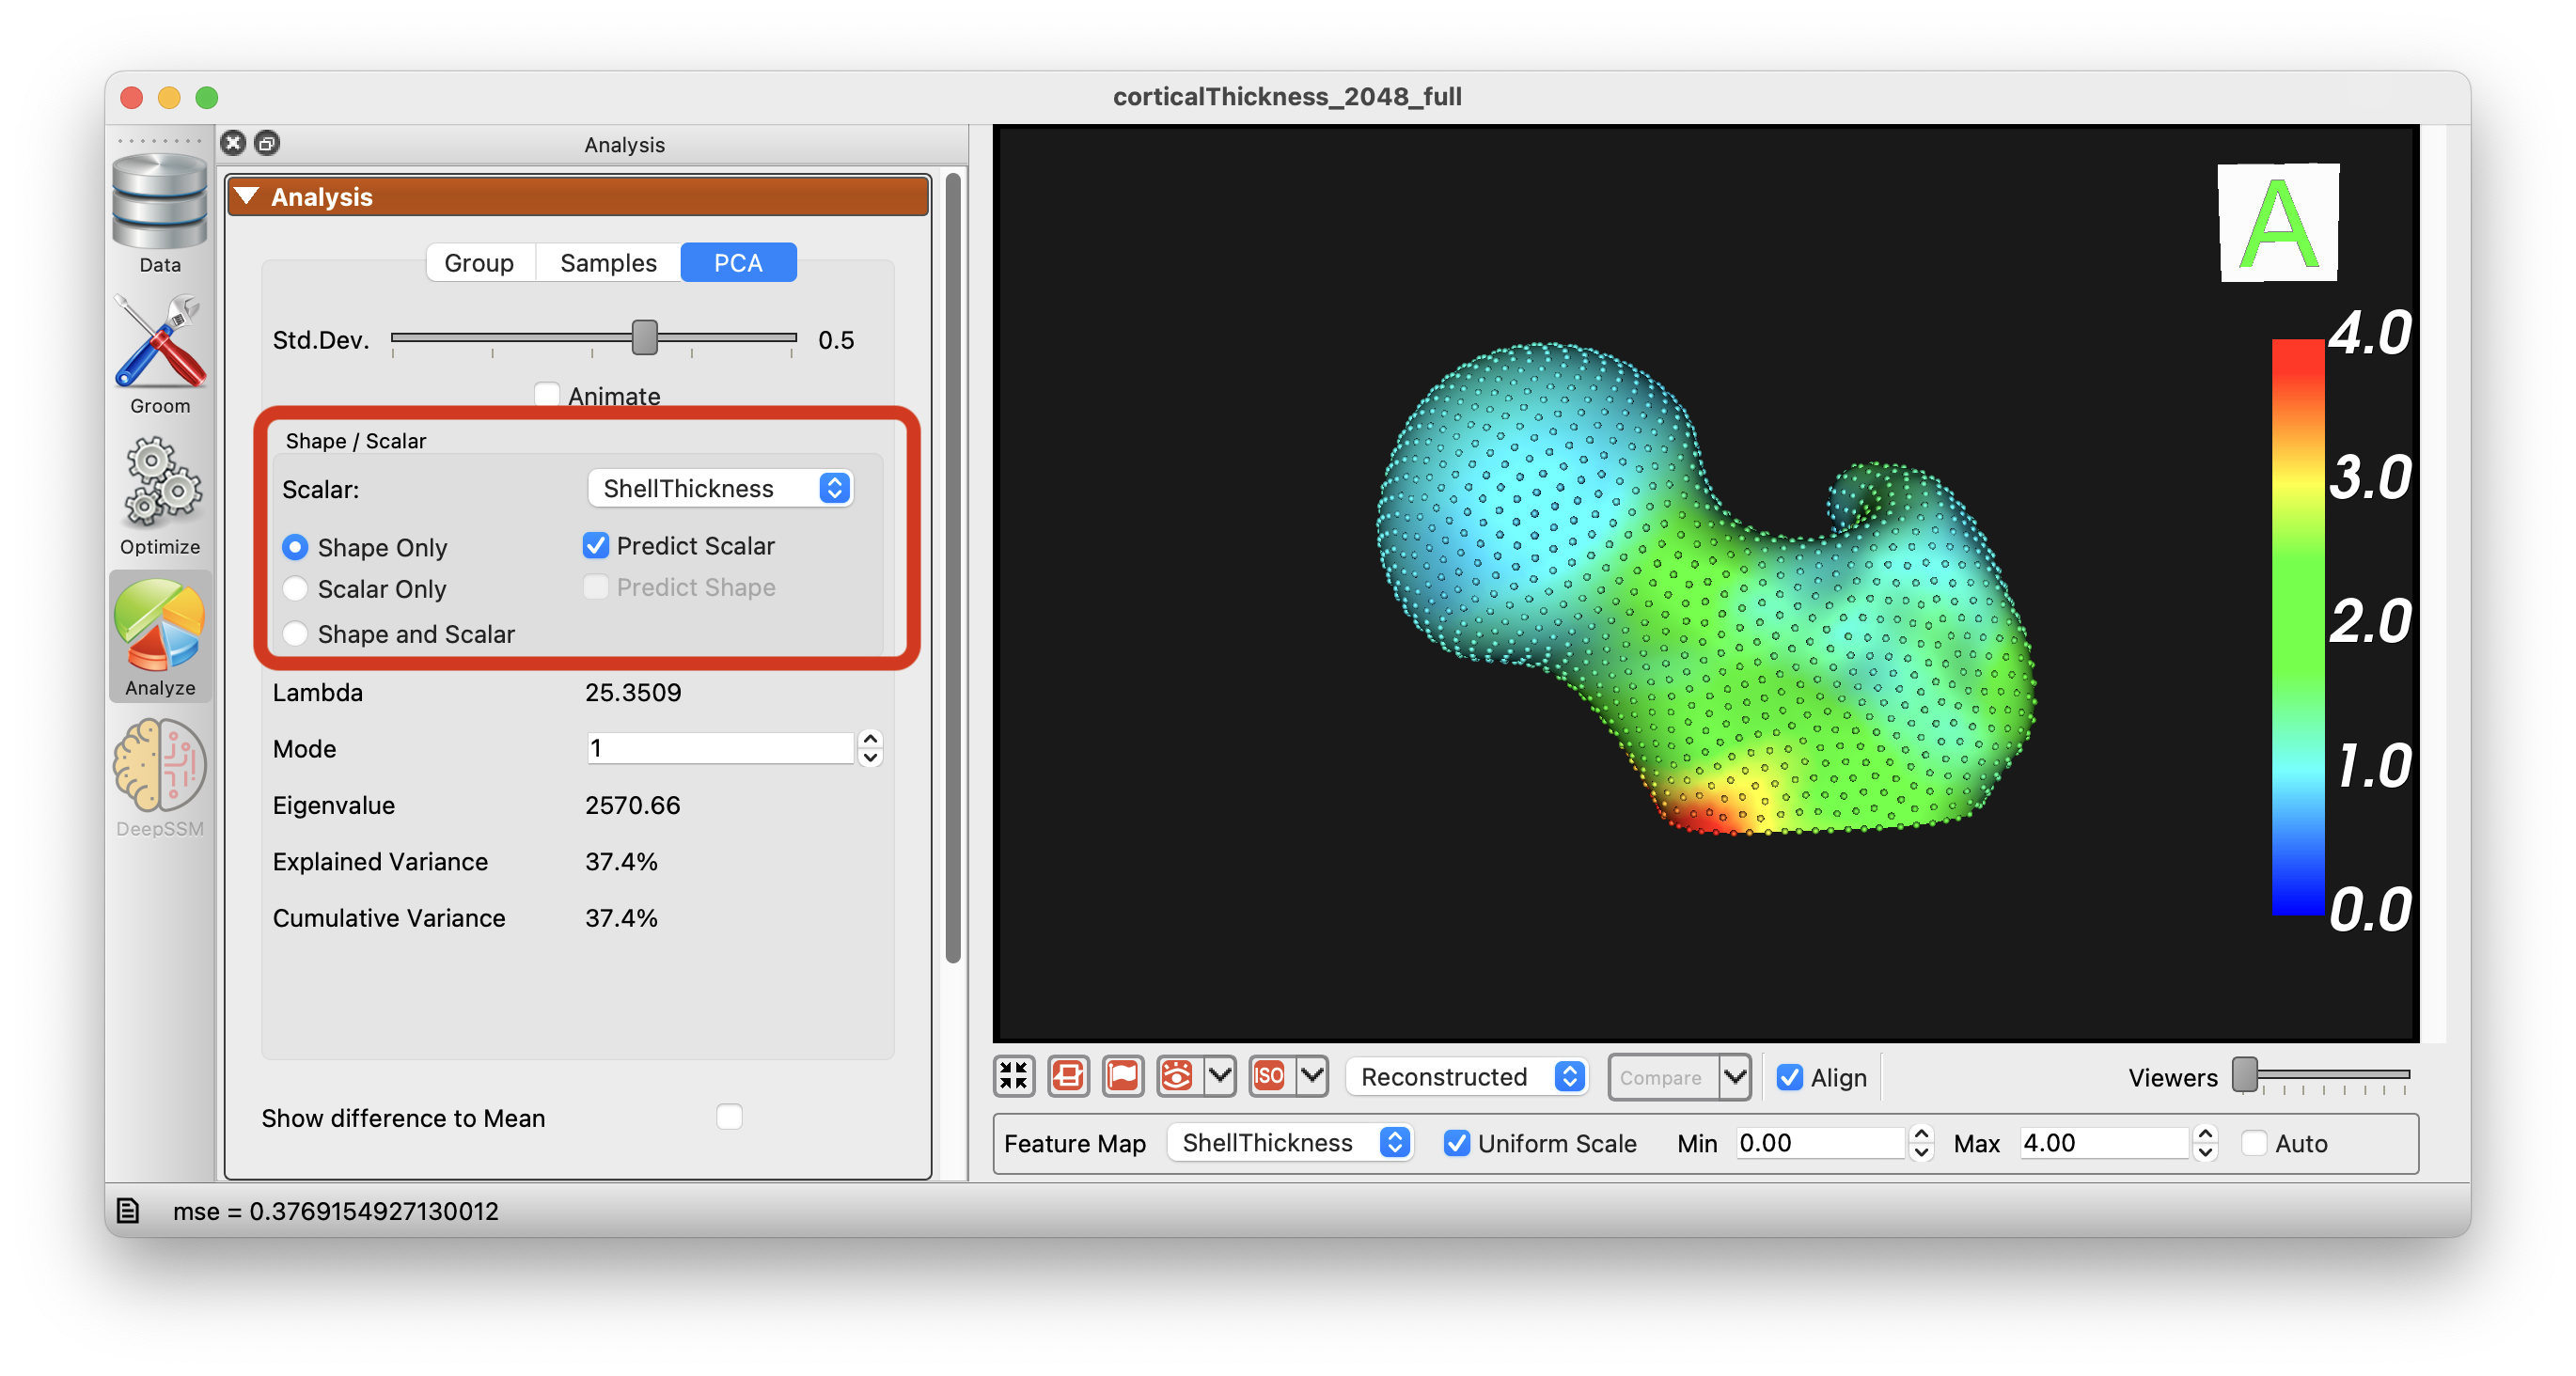 corticalThickness_2048_full
Analysis
Analysis
Data
Groom
Optimize
Analyze
DeepSSM
Group Samples PCA
Std.Dev. 0.5
Animate
Shape / Scalar
Scalar: ShellThickness
Shape Only Predict Scalar
Scalar Only Predict Shape
Shape and Scalar
Lambda 25.3509
Mode 1
Eigenvalue 2570.66
Explained Variance 37.4%
Cumulative Variance 37.4%
Show difference to Mean
A
4.0
3.0
2.0
1.0
0.0
ISO Reconstructed Compare Align Viewers
Feature Map ShellThickness Uniform Scale Min 0.00 Max 4.00 Auto
mse = 0.3769154927130012